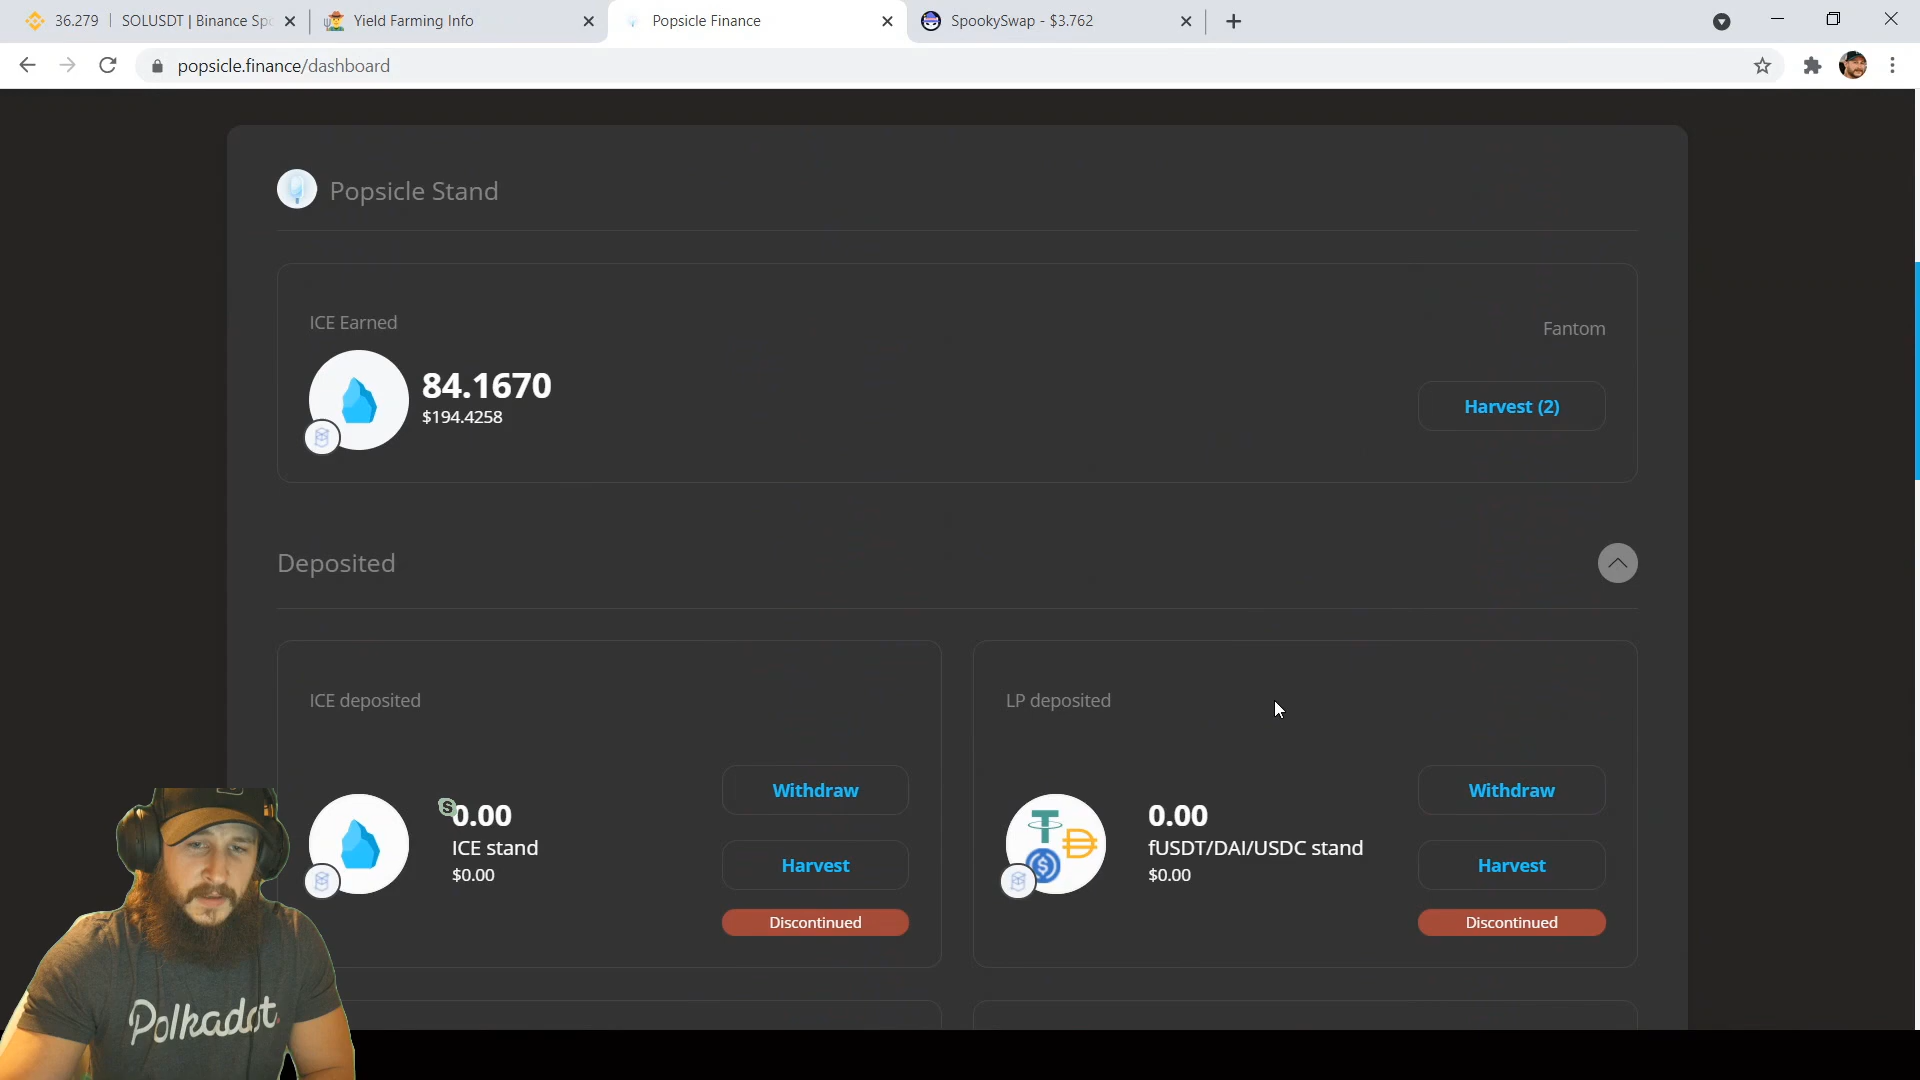 36.279 | SOLUSDT | Binance Sp
Yield Farming Info
Popsicle Finance
SpookySwap - $3.762
popsicle.finance/dashboard
Popsicle Stand
ICE Earned
Fantom
84.1670
$194.4258
Harvest (2)
Deposited
ICE deposited
LP deposited
0.00
ICE stand
$0.00
Withdraw
Harvest
Discontinued
0.00
fUSDT/DAI/USDC stand
$0.00
Withdraw
Harvest
Discontinued
Polkadot.